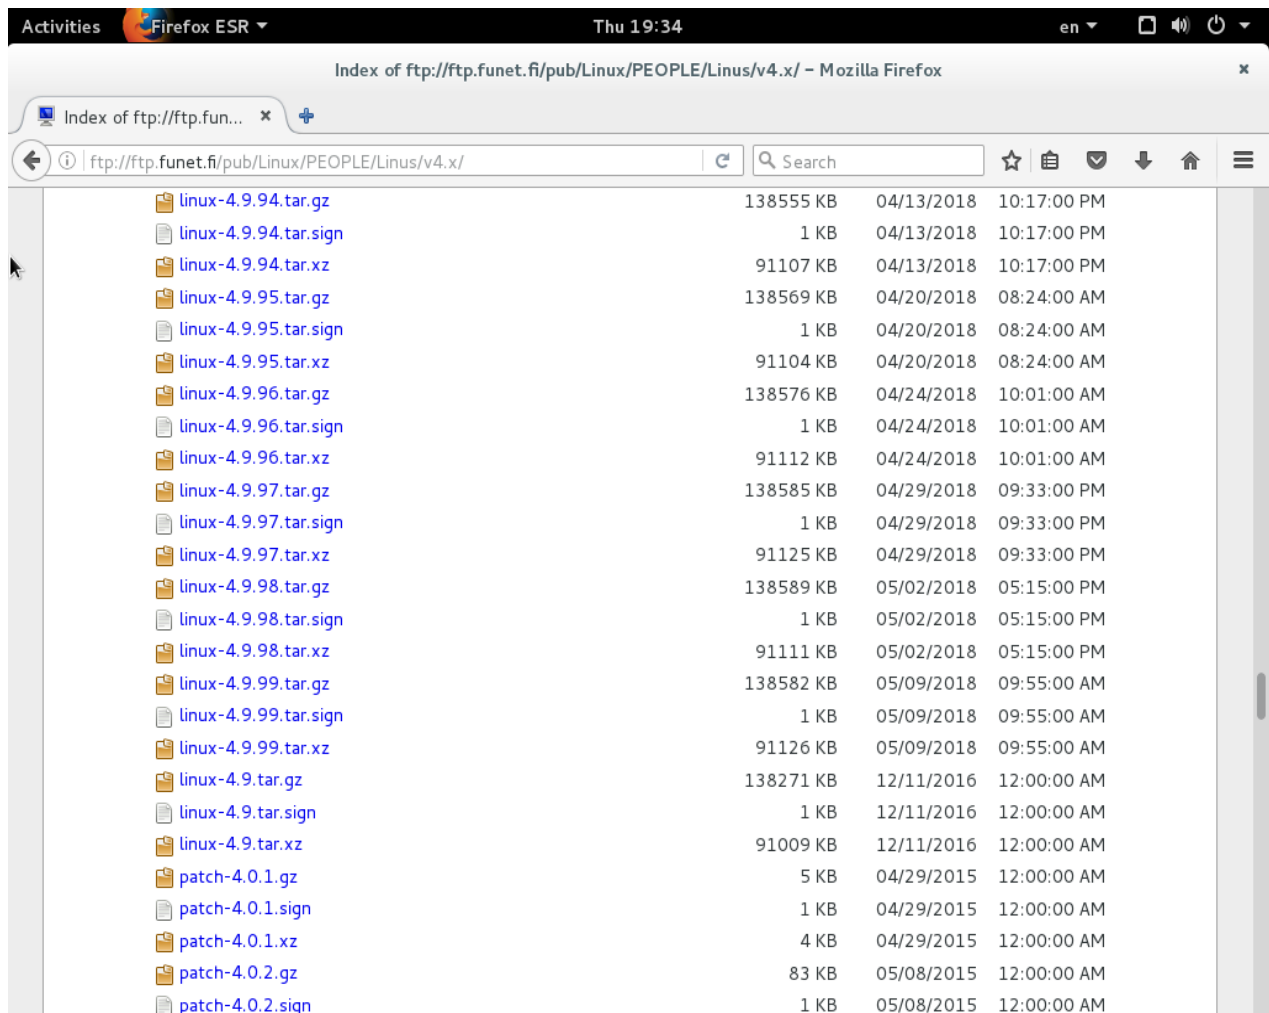 Activities Firefox ESR Thu 19:34 en
Index of ftp://ftp.funet.fi/pub/Linux/PEOPLE/Linus/v4.x/ – Mozilla Firefox
Index of ftp://ftp.fun...
ftp://ftp.funet.fi/pub/Linux/PEOPLE/Linus/v4.x/ Search
linux-4.9.94.tar.gz 138555 KB 04/13/2018 10:17:00 PM
linux-4.9.94.tar.sign 1 KB 04/13/2018 10:17:00 PM
linux-4.9.94.tar.xz 91107 KB 04/13/2018 10:17:00 PM
linux-4.9.95.tar.gz 138569 KB 04/20/2018 08:24:00 AM
linux-4.9.95.tar.sign 1 KB 04/20/2018 08:24:00 AM
linux-4.9.95.tar.xz 91104 KB 04/20/2018 08:24:00 AM
linux-4.9.96.tar.gz 138576 KB 04/24/2018 10:01:00 AM
linux-4.9.96.tar.sign 1 KB 04/24/2018 10:01:00 AM
linux-4.9.96.tar.xz 91112 KB 04/24/2018 10:01:00 AM
linux-4.9.97.tar.gz 138585 KB 04/29/2018 09:33:00 PM
linux-4.9.97.tar.sign 1 KB 04/29/2018 09:33:00 PM
linux-4.9.97.tar.xz 91125 KB 04/29/2018 09:33:00 PM
linux-4.9.98.tar.gz 138589 KB 05/02/2018 05:15:00 PM
linux-4.9.98.tar.sign 1 KB 05/02/2018 05:15:00 PM
linux-4.9.98.tar.xz 91111 KB 05/02/2018 05:15:00 PM
linux-4.9.99.tar.gz 138582 KB 05/09/2018 09:55:00 AM
linux-4.9.99.tar.sign 1 KB 05/09/2018 09:55:00 AM
linux-4.9.99.tar.xz 91126 KB 05/09/2018 09:55:00 AM
linux-4.9.tar.gz 138271 KB 12/11/2016 12:00:00 AM
linux-4.9.tar.sign 1 KB 12/11/2016 12:00:00 AM
linux-4.9.tar.xz 91009 KB 12/11/2016 12:00:00 AM
patch-4.0.1.gz 5 KB 04/29/2015 12:00:00 AM
patch-4.0.1.sign 1 KB 04/29/2015 12:00:00 AM
patch-4.0.1.xz 4 KB 04/29/2015 12:00:00 AM
patch-4.0.2.gz 83 KB 05/08/2015 12:00:00 AM
patch-4.0.2.sign 1 KB 05/08/2015 12:00:00 AM